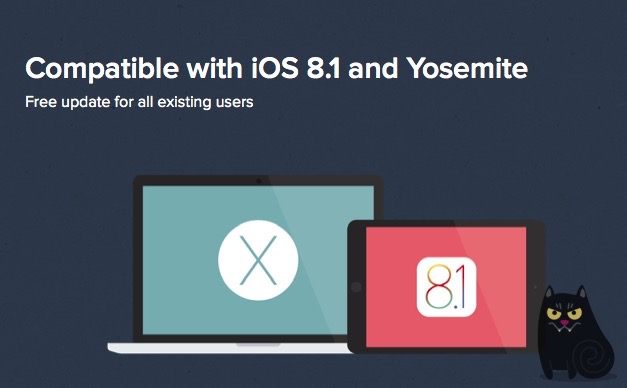 Compatible with iOS 8.1 and Yosemite
Free update for all existing users
X
8.1